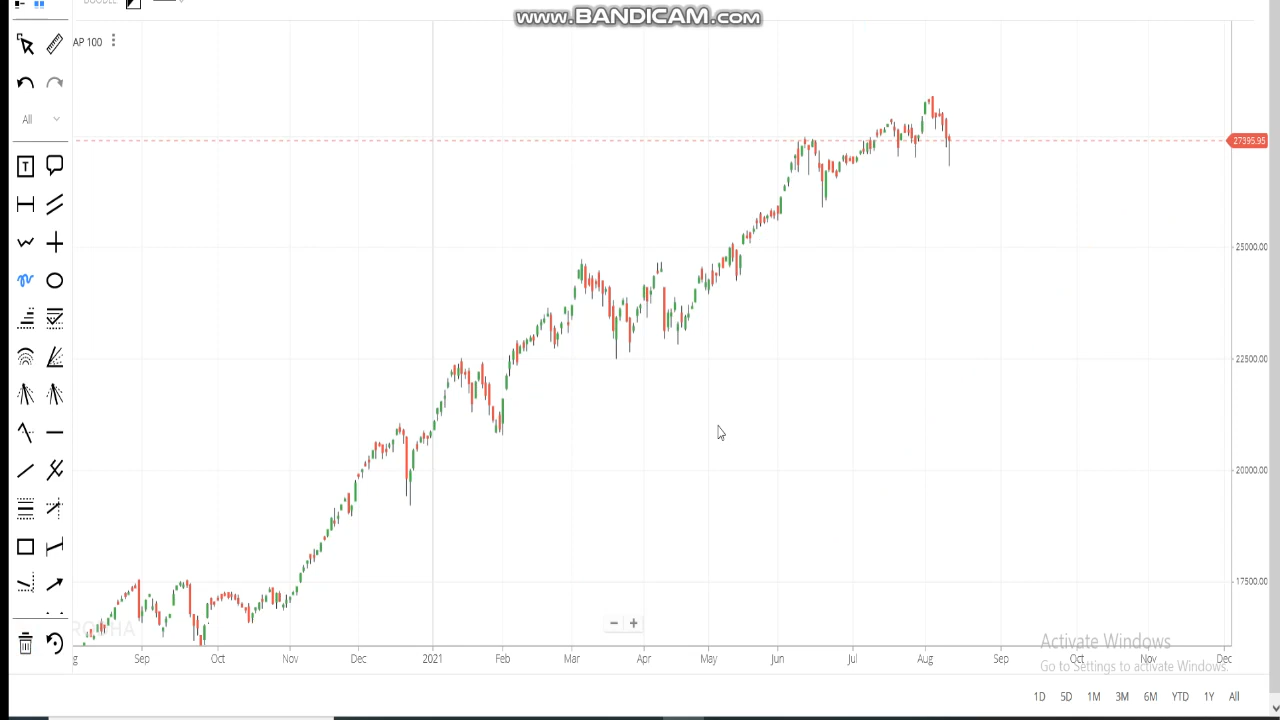 DOODLE
www.BANDICAM.com
AP 100
All
27395.95
T
25000.00
22500.00
20000.00
17500.00
Sep Oct Nov Dec 2021 Feb Mar Apr May Jun Jul Aug Sep Oct Nov Dec
Activate Windows
Go to Settings to activate Windows.
1D 5D 1M 3M 6M YTD 1Y All